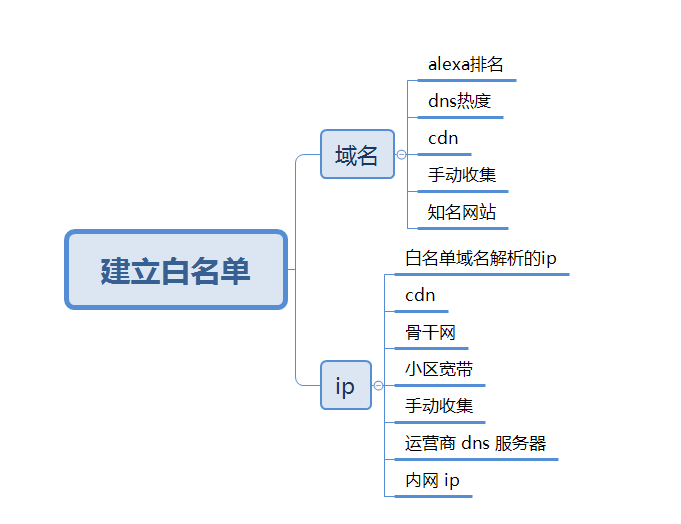 建立白名单
域名
alexa排名
dns热度
cdn
手动收集
知名网站
ip
白名单域名解析的ip
cdn
骨干网
小区宽带
手动收集
运营商 dns 服务器
内网 ip